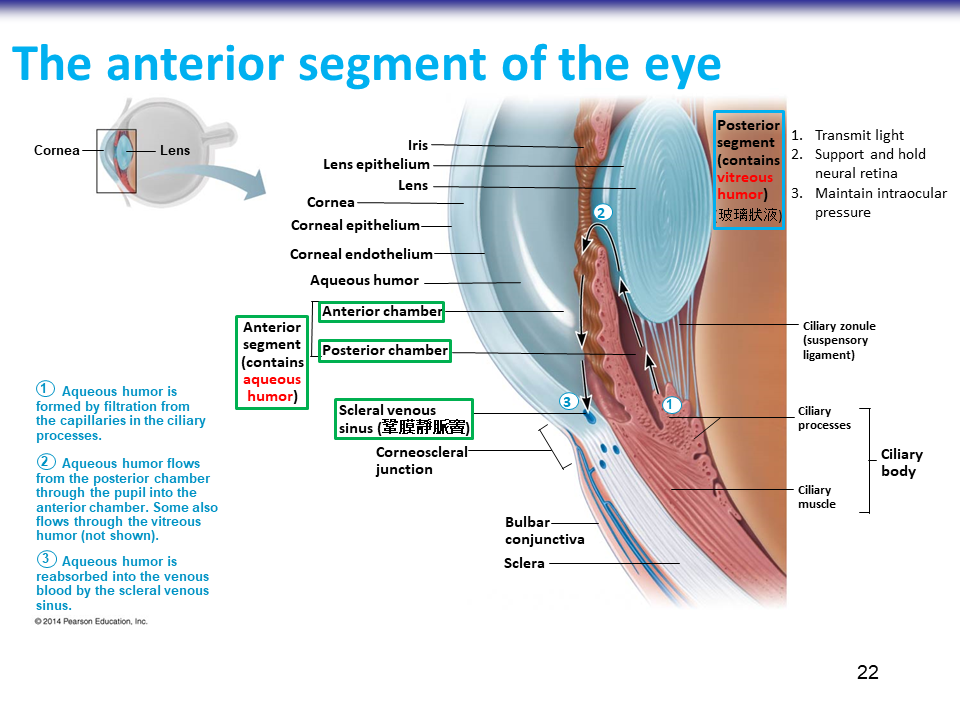 The anterior segment of the eye
Cornea
Lens
Iris
Lens epithelium
Lens
Cornea
Corneal epithelium
Corneal endothelium
Aqueous humor
Anterior chamber
Posterior chamber
Anterior
segment
(contains
aqueous
humor)
Scleral venous
sinus (鞏膜靜脈竇)
Corneoscleral
junction
Bulbar
conjunctiva
Sclera
Posterior
segment
(contains
vitreous
humor)
(玻璃狀液)
1. Transmit light
2. Support and hold
neural retina
3. Maintain intraocular
pressure
2
3
1
Ciliary zonule
(suspensory
ligament)
Ciliary
processes
Ciliary
muscle
Ciliary
body
1 Aqueous humor is
formed by filtration from
the capillaries in the ciliary
processes.
2 Aqueous humor flows
from the posterior chamber
through the pupil into the
anterior chamber. Some also
flows through the vitreous
humor (not shown).
3 Aqueous humor is
reabsorbed into the venous
blood by the scleral venous
sinus.
© 2014 Pearson Education, Inc.
22